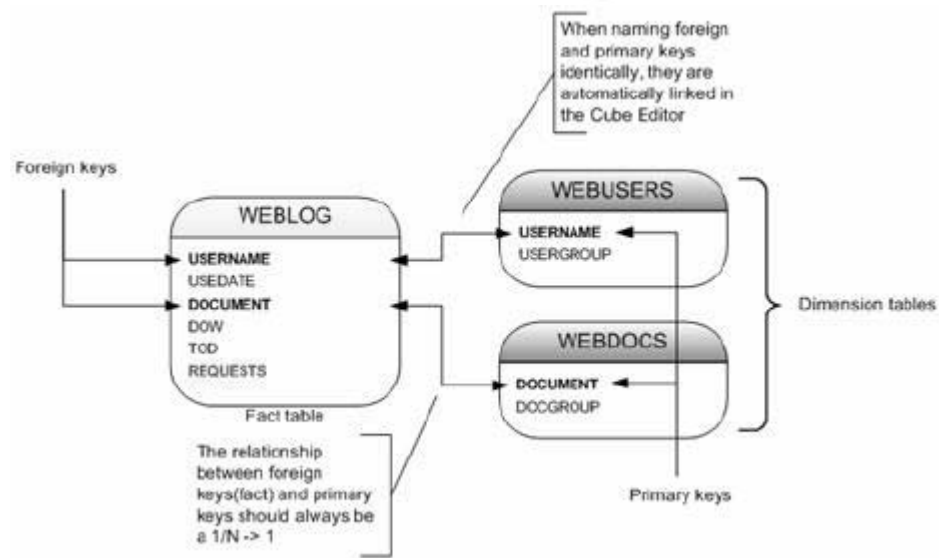 When naming foreign
and primary keys
identically, they are
automatically linked in
the Cube Editor
Foreign keys
WEBLOG
USERNAME
USEDATE
DOCUMENT
DOW
TOD
REQUESTS
Fact table
WEBUSERS
USERNAME
USERGROUP
WEBDOCS
DOCUMENT
DOCGROUP
Dimension tables
The relationship
between foreign
keys(fact) and primary
keys should always be
a 1/N -> 1
Primary keys